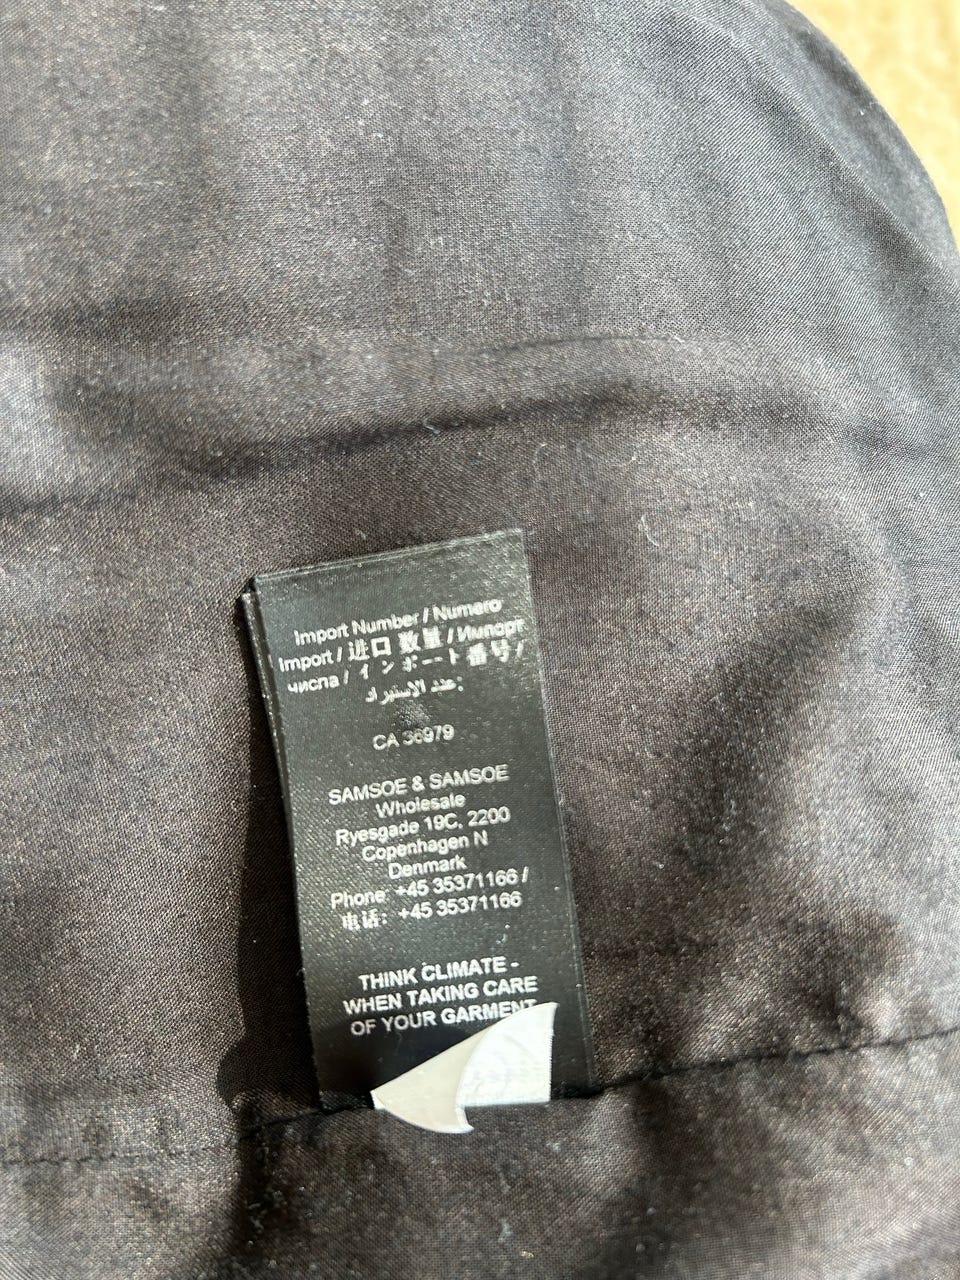 Import Number / Numero
Import / 进口 数量 / Импорт
числа / インポート 番号 /
عدد الاستيراد:
CA 36979
SAMSOE & SAMSOE
Wholesale
Ryesgade 19C, 2200
Copenhagen N
Denmark
Phone: +45 35371166 /
电话: +45 35371166
THINK CLIMATE -
WHEN TAKING CARE
OF YOUR GARMENT